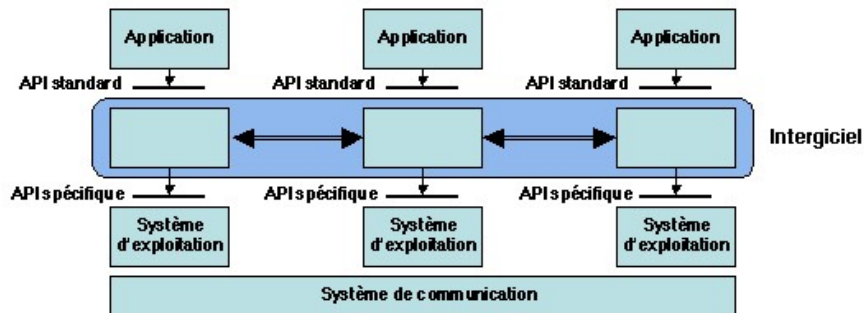 Application Application Application
API standard API standard API standard
Intergiciel
API spécifique API spécifique API spécifique
Système Système Système
d'exploitation d'exploitation d'exploitation
Système de communication